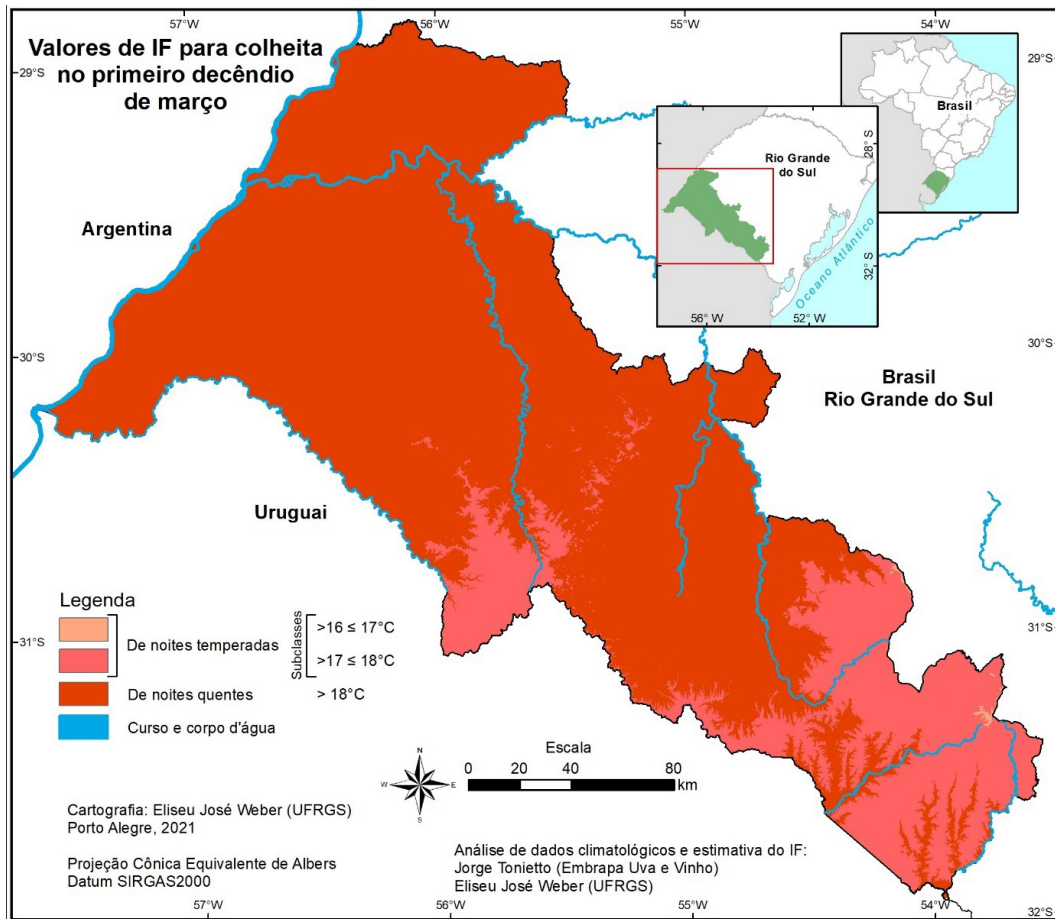 57°W
56°W
55°W
54°W
Valores de IF para colheita
no primeiro decêndio
de março
29°S
29°S
Brasil
28° S
Rio Grande
do Sul
Oceano Atlântico
32° S
56° W
52° W
Argentina
30°S
30°S
Brasil
Rio Grande do Sul
Uruguai
Legenda
De noites temperadas
Subclasses
>16 ≤ 17°C
>17 ≤ 18°C
De noites quentes
> 18°C
Curso e corpo d'água
31°S
31°S
N
W
E
S
Escala
0 20 40 80
km
Cartografia: Eliseu José Weber (UFRGS)
Porto Alegre, 2021
Projeção Cônica Equivalente de Albers
Datum SIRGAS2000
Análise de dados climatológicos e estimativa do IF:
Jorge Tonietto (Embrapa Uva e Vinho)
Eliseu José Weber (UFRGS)
57°W
56°W
55°W
54°W
32°S